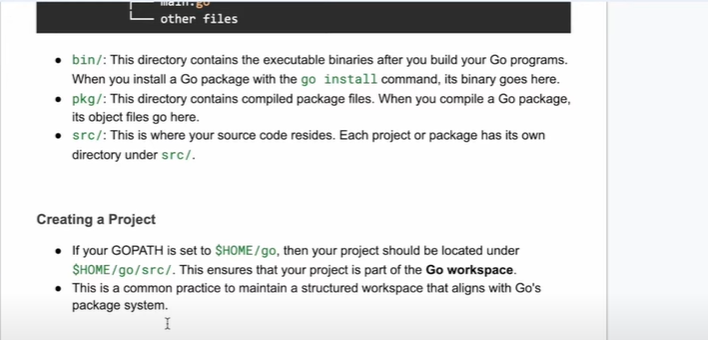 main.go
└── other files
bin/: This directory contains the executable binaries after you build your Go programs.
When you install a Go package with the go install command, its binary goes here.
pkg/: This directory contains compiled package files. When you compile a Go package,
its object files go here.
src/: This is where your source code resides. Each project or package has its own
directory under src/.
Creating a Project
If your GOPATH is set to $HOME/go, then your project should be located under
$HOME/go/src/. This ensures that your project is part of the Go workspace.
This is a common practice to maintain a structured workspace that aligns with Go's
package system.